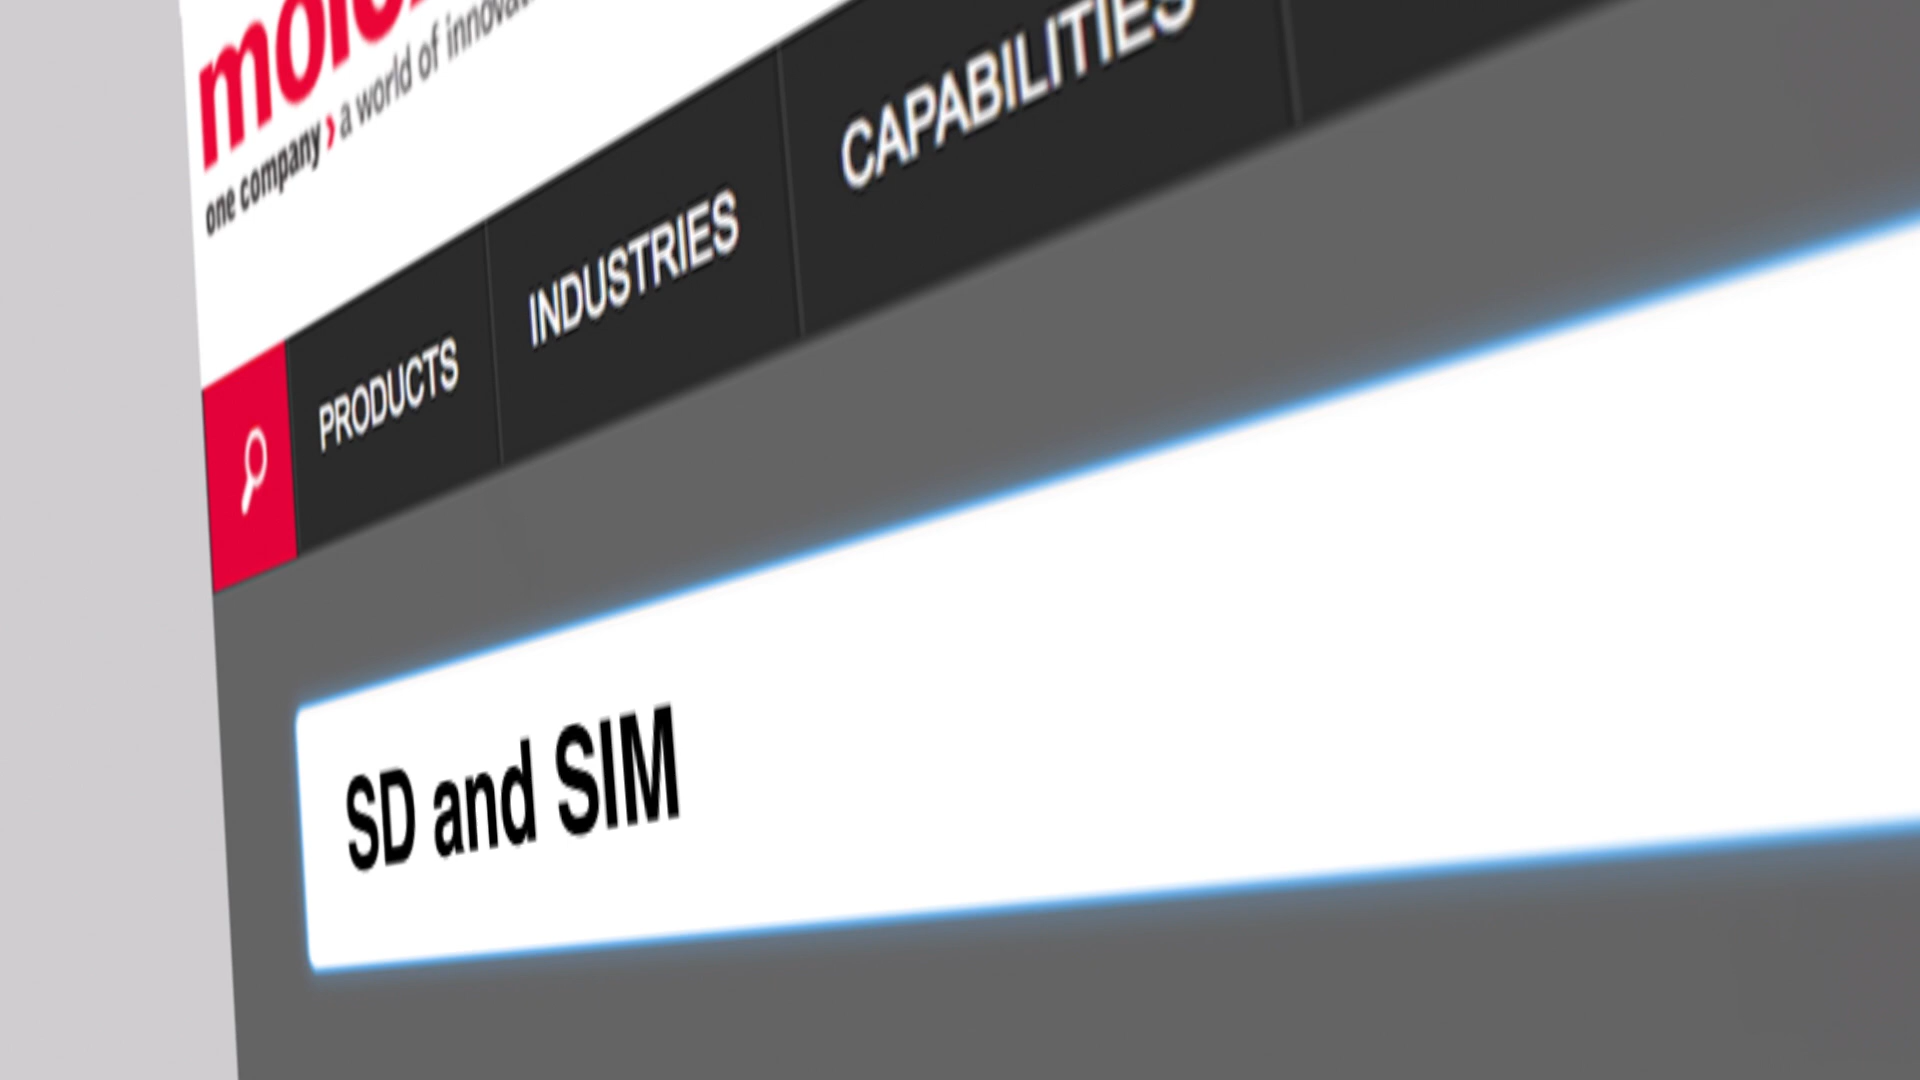 one company › a world of
PRODUCTS
INDUSTRIES
CAPABILITIES
SD and SIM